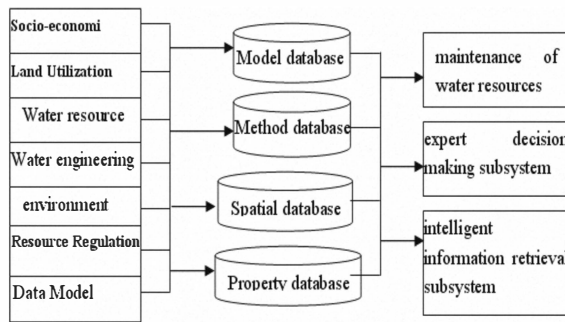 Socio-economi
Land Utilization
Water resource
Water engineering
environment
Resource Regulation
Data Model
Model database
Method database
Spatial database
Property database
maintenance of
water resources
expert decision
making subsystem
intelligent
information retrieval
subsystem